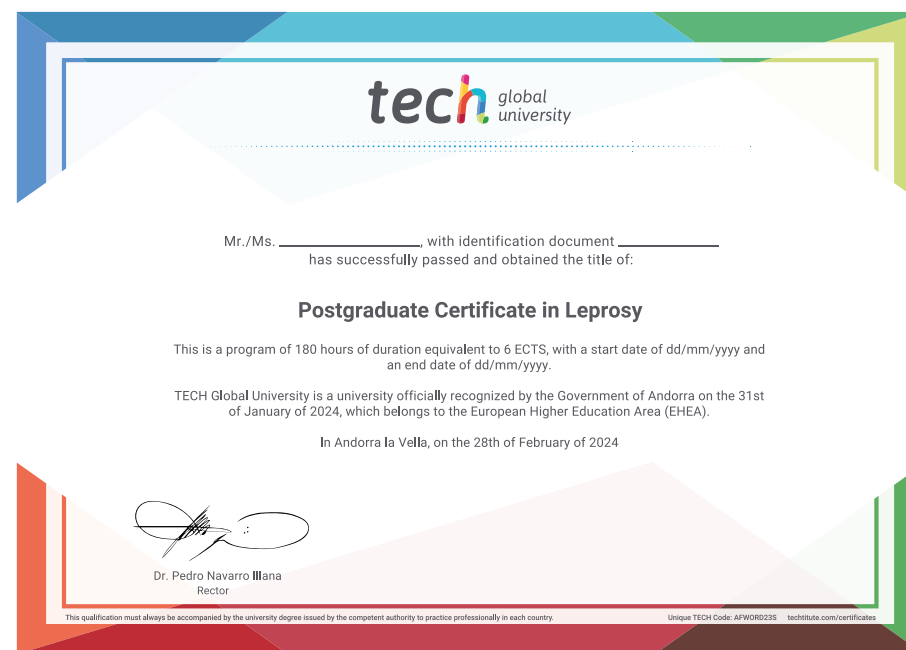 tech global
university
Mr./Ms. ____________________, with identification document ______________
has successfully passed and obtained the title of:
Postgraduate Certificate in Leprosy
This is a program of 180 hours of duration equivalent to 6 ECTS, with a start date of dd/mm/yyyy and
an end date of dd/mm/yyyy.
TECH Global University is a university officially recognized by the Government of Andorra on the 31st
of January of 2024, which belongs to the European Higher Education Area (EHEA).
In Andorra la Vella, on the 28th of February of 2024
Dr. Pedro Navarro Illana
Rector
This qualification must always be accompanied by the university degree issued by the competent authority to practice professionally in each country. Unique TECH Code: AFWORD23S techtitute.com/certificates